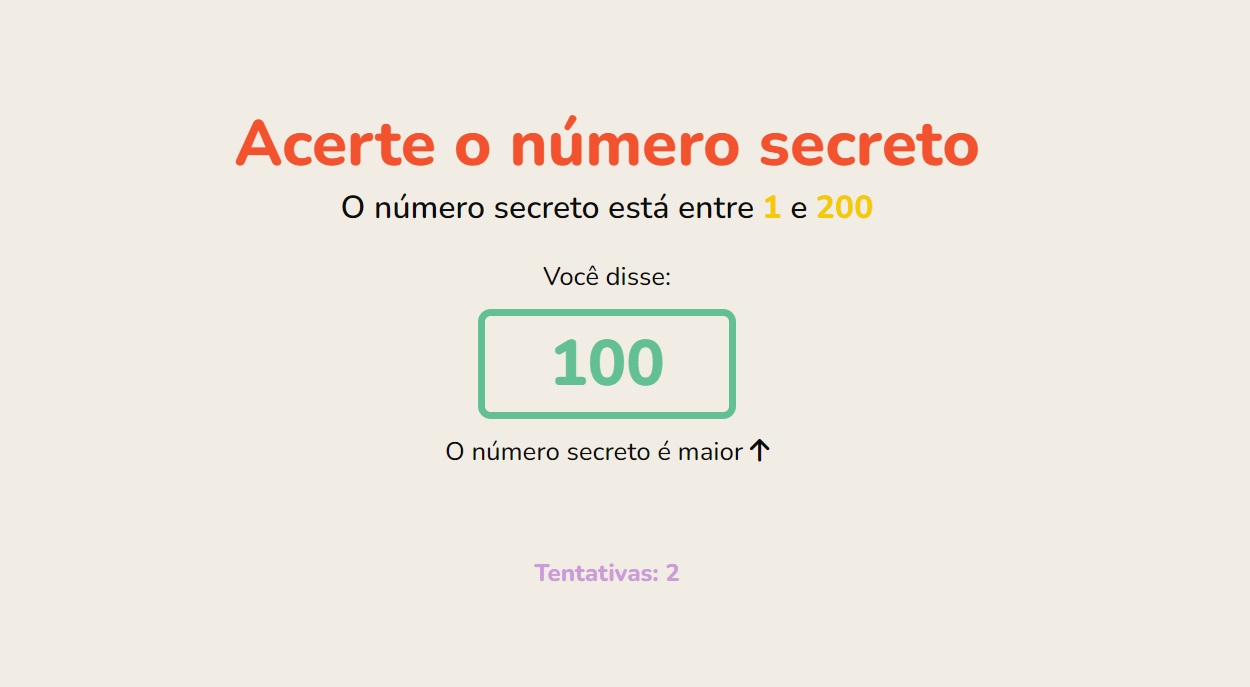 Acerte o número secreto
O número secreto está entre 1 e 200
Você disse:
100
O número secreto é maior ↑
Tentativas: 2